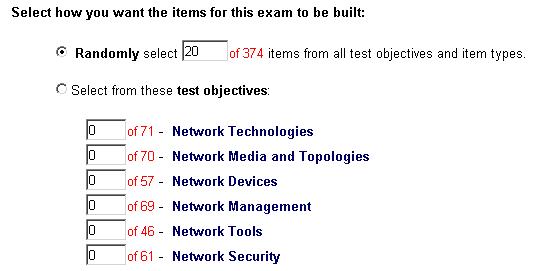 Select how you want the items for this exam to be built:
Randomly select 20 of 374 items from all test objectives and item types.
Select from these test objectives:
0 of 71 - Network Technologies
0 of 70 - Network Media and Topologies
0 of 57 - Network Devices
0 of 69 - Network Management
0 of 46 - Network Tools
0 of 61 - Network Security